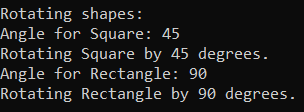 Rotating shapes:
Angle for Square: 45
Rotating Square by 45 degrees.
Angle for Rectangle: 90
Rotating Rectangle by 90 degrees.